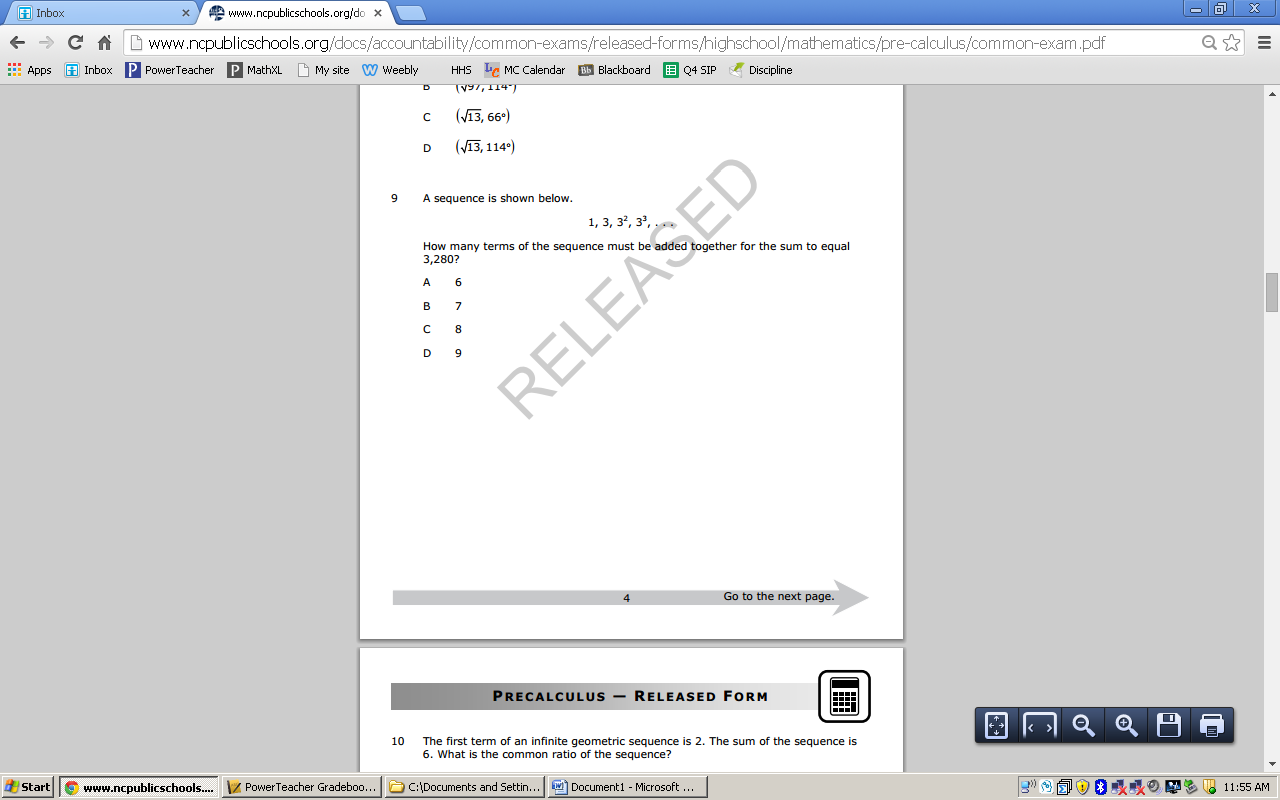 Inbox
www.ncpublicschools.org/do
www.ncpublicschools.org/docs/accountability/common-exams/released-forms/highschool/mathematics/pre-calculus/common-exam.pdf
Apps Inbox PowerTeacher MathXL My site Weebly HHS MC Calendar Blackboard Q4 SIP Discipline
B (√97, 114°)
C (√13, 66°)
D (√13, 114°)
9 A sequence is shown below.
1, 3, 3², 3³, . . .
How many terms of the sequence must be added together for the sum to equal
3,280?
A 6
B 7
C 8
D 9
RELEASED
4 Go to the next page.
PRECALCULUS — RELEASED FORM
10 The first term of an infinite geometric sequence is 2. The sum of the sequence is
6. What is the common ratio of the sequence?
Start www.ncpublicschools.... PowerTeacher Gradeboo... C:\Documents and Settin... Document1 - Microsoft ... 11:55 AM